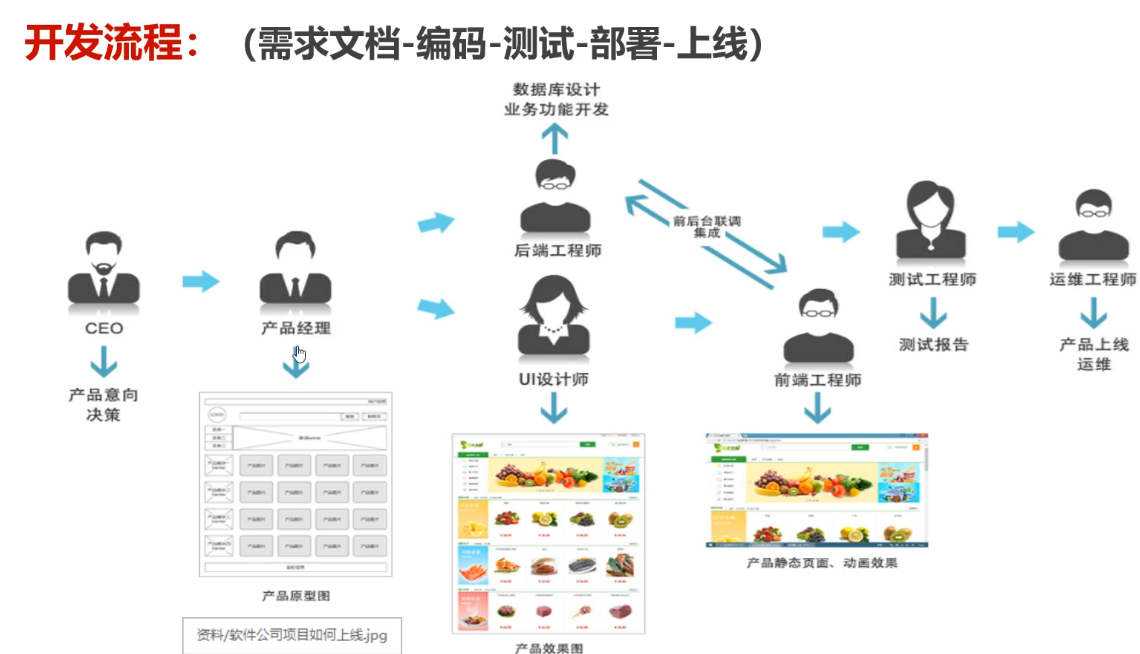 开发流程：（需求文档-编码-测试-部署-上线）
数据库设计
业务功能开发
后端工程师
前后台联调
集成
CEO
产品经理
测试工程师
运维工程师
产品意向
决策
UI设计师
前端工程师
测试报告
产品上线
运维
产品原型图
产品效果图
产品静态页面、动画效果
资料/软件公司项目如何上线.jpg